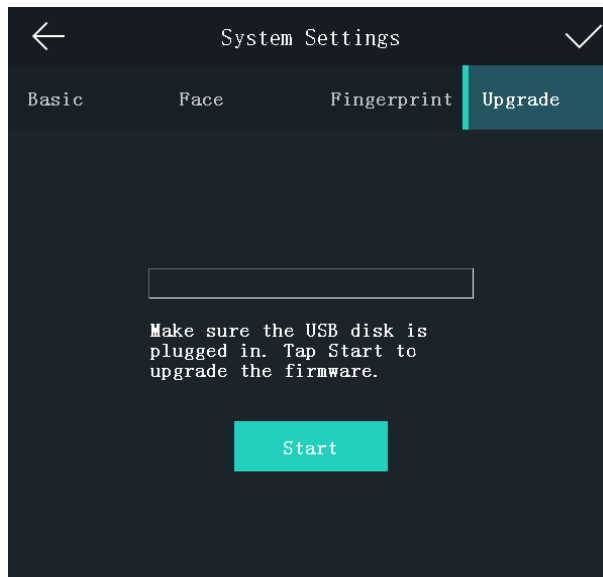 System Settings
Basic Face Fingerprint Upgrade
Make sure the USB disk is
plugged in. Tap Start to
upgrade the firmware.
Start